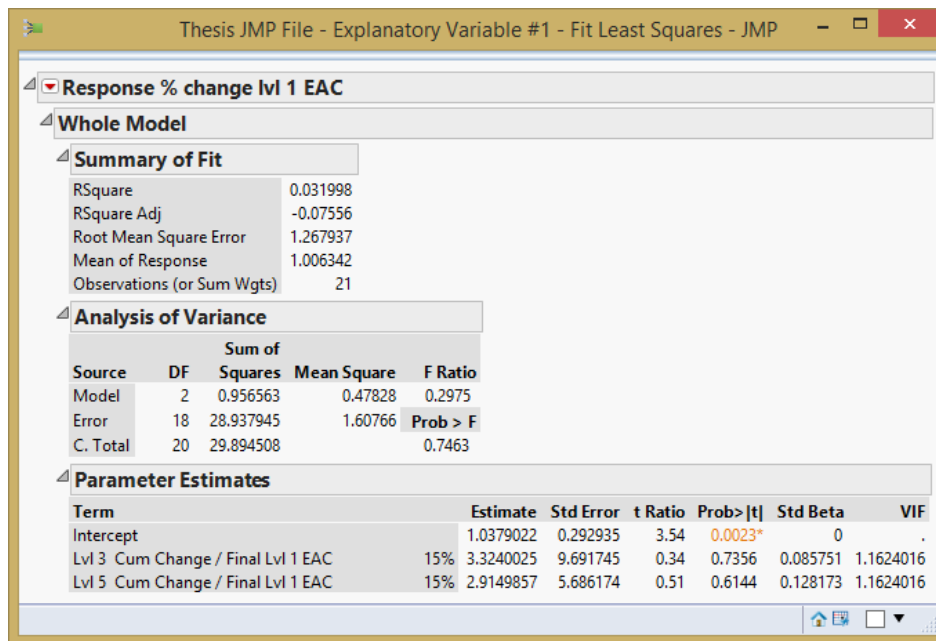 Thesis JMP File - Explanatory Variable #1 - Fit Least Squares - JMP
Response % change lvl 1 EAC
Whole Model
Summary of Fit
RSquare 0.031998
RSquare Adj -0.07556
Root Mean Square Error 1.267937
Mean of Response 1.006342
Observations (or Sum Wgts) 21
Analysis of Variance
Sum of
Source DF Squares Mean Square F Ratio
Model 2 0.956563 0.47828 0.2975
Error 18 28.937945 1.60766 Prob > F
C. Total 20 29.894508 0.7463
Parameter Estimates
Term Estimate Std Error t Ratio Prob>|t| Std Beta VIF
Intercept 1.0379022 0.292935 3.54 0.0023* 0 .
Lvl 3 Cum Change / Final Lvl 1 EAC 15% 3.3240025 9.691745 0.34 0.7356 0.085751 1.1624016
Lvl 5 Cum Change / Final Lvl 1 EAC 15% 2.9149857 5.686174 0.51 0.6144 0.128173 1.1624016